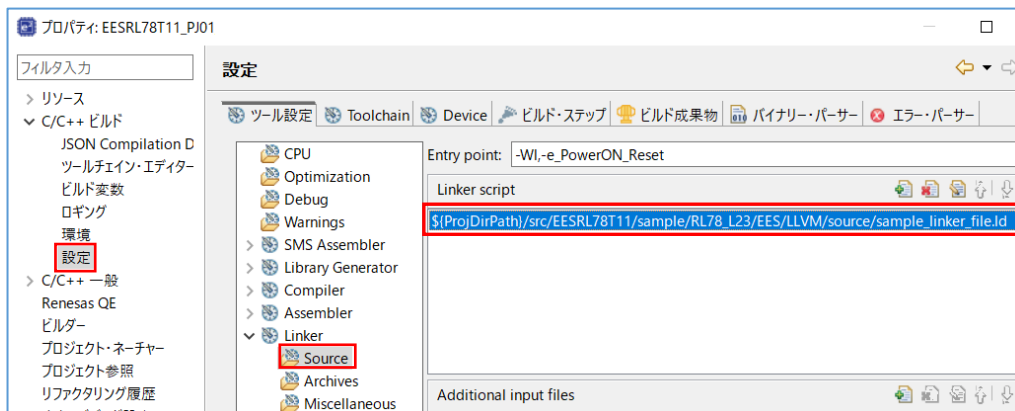 プロパティ: EESRL78T11_PJ01
フィルタ入力
リソース
C/C++ ビルド
JSON Compilation D
ツールチェイン・エディター
ビルド変数
ロギング
環境
設定
C/C++ 一般
Renesas QE
ビルダー
プロジェクト・ネーチャー
プロジェクト参照
リファクタリング履歴
設定
ツール設定 Toolchain Device ビルド・ステップ ビルド成果物 バイナリー・パーサー エラー・パーサー
CPU
Optimization
Debug
Warnings
SMS Assembler
Library Generator
Compiler
Assembler
Linker
Source
Archives
Miscellaneous
Entry point: -Wl,-e_PowerON_Reset
Linker script
${ProjDirPath}/src/EESRL78T11/sample/RL78_L23/EES/LLVM/source/sample_linker_file.ld
Additional input files